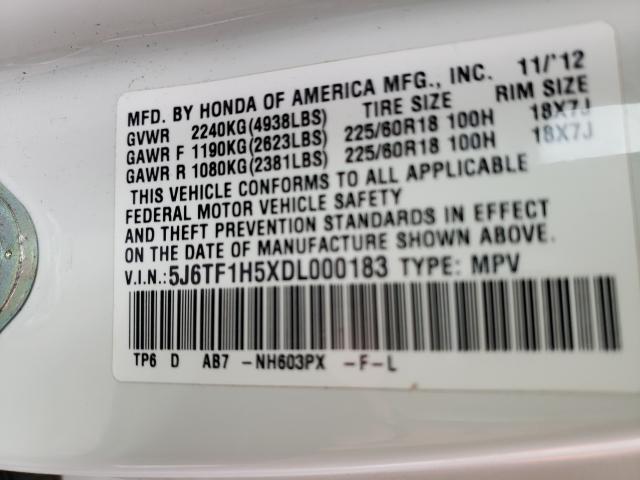 MFD. BY HONDA OF AMERICA MFG., INC. 11/'12
GVWR 2240KG(4938LBS) TIRE SIZE RIM SIZE
GAWR F 1190KG(2623LBS) 225/60R18 100H 18X7J
GAWR R 1080KG(2381LBS) 225/60R18 100H 18X7J
THIS VEHICLE CONFORMS TO ALL APPLICABLE
FEDERAL MOTOR VEHICLE SAFETY
AND THEFT PREVENTION STANDARDS IN EFFECT
ON THE DATE OF MANUFACTURE SHOWN ABOVE.
V.I.N.:5J6TF1H5XDL000183 TYPE: MPV
TP6 D AB7 -NH603PX -F-L